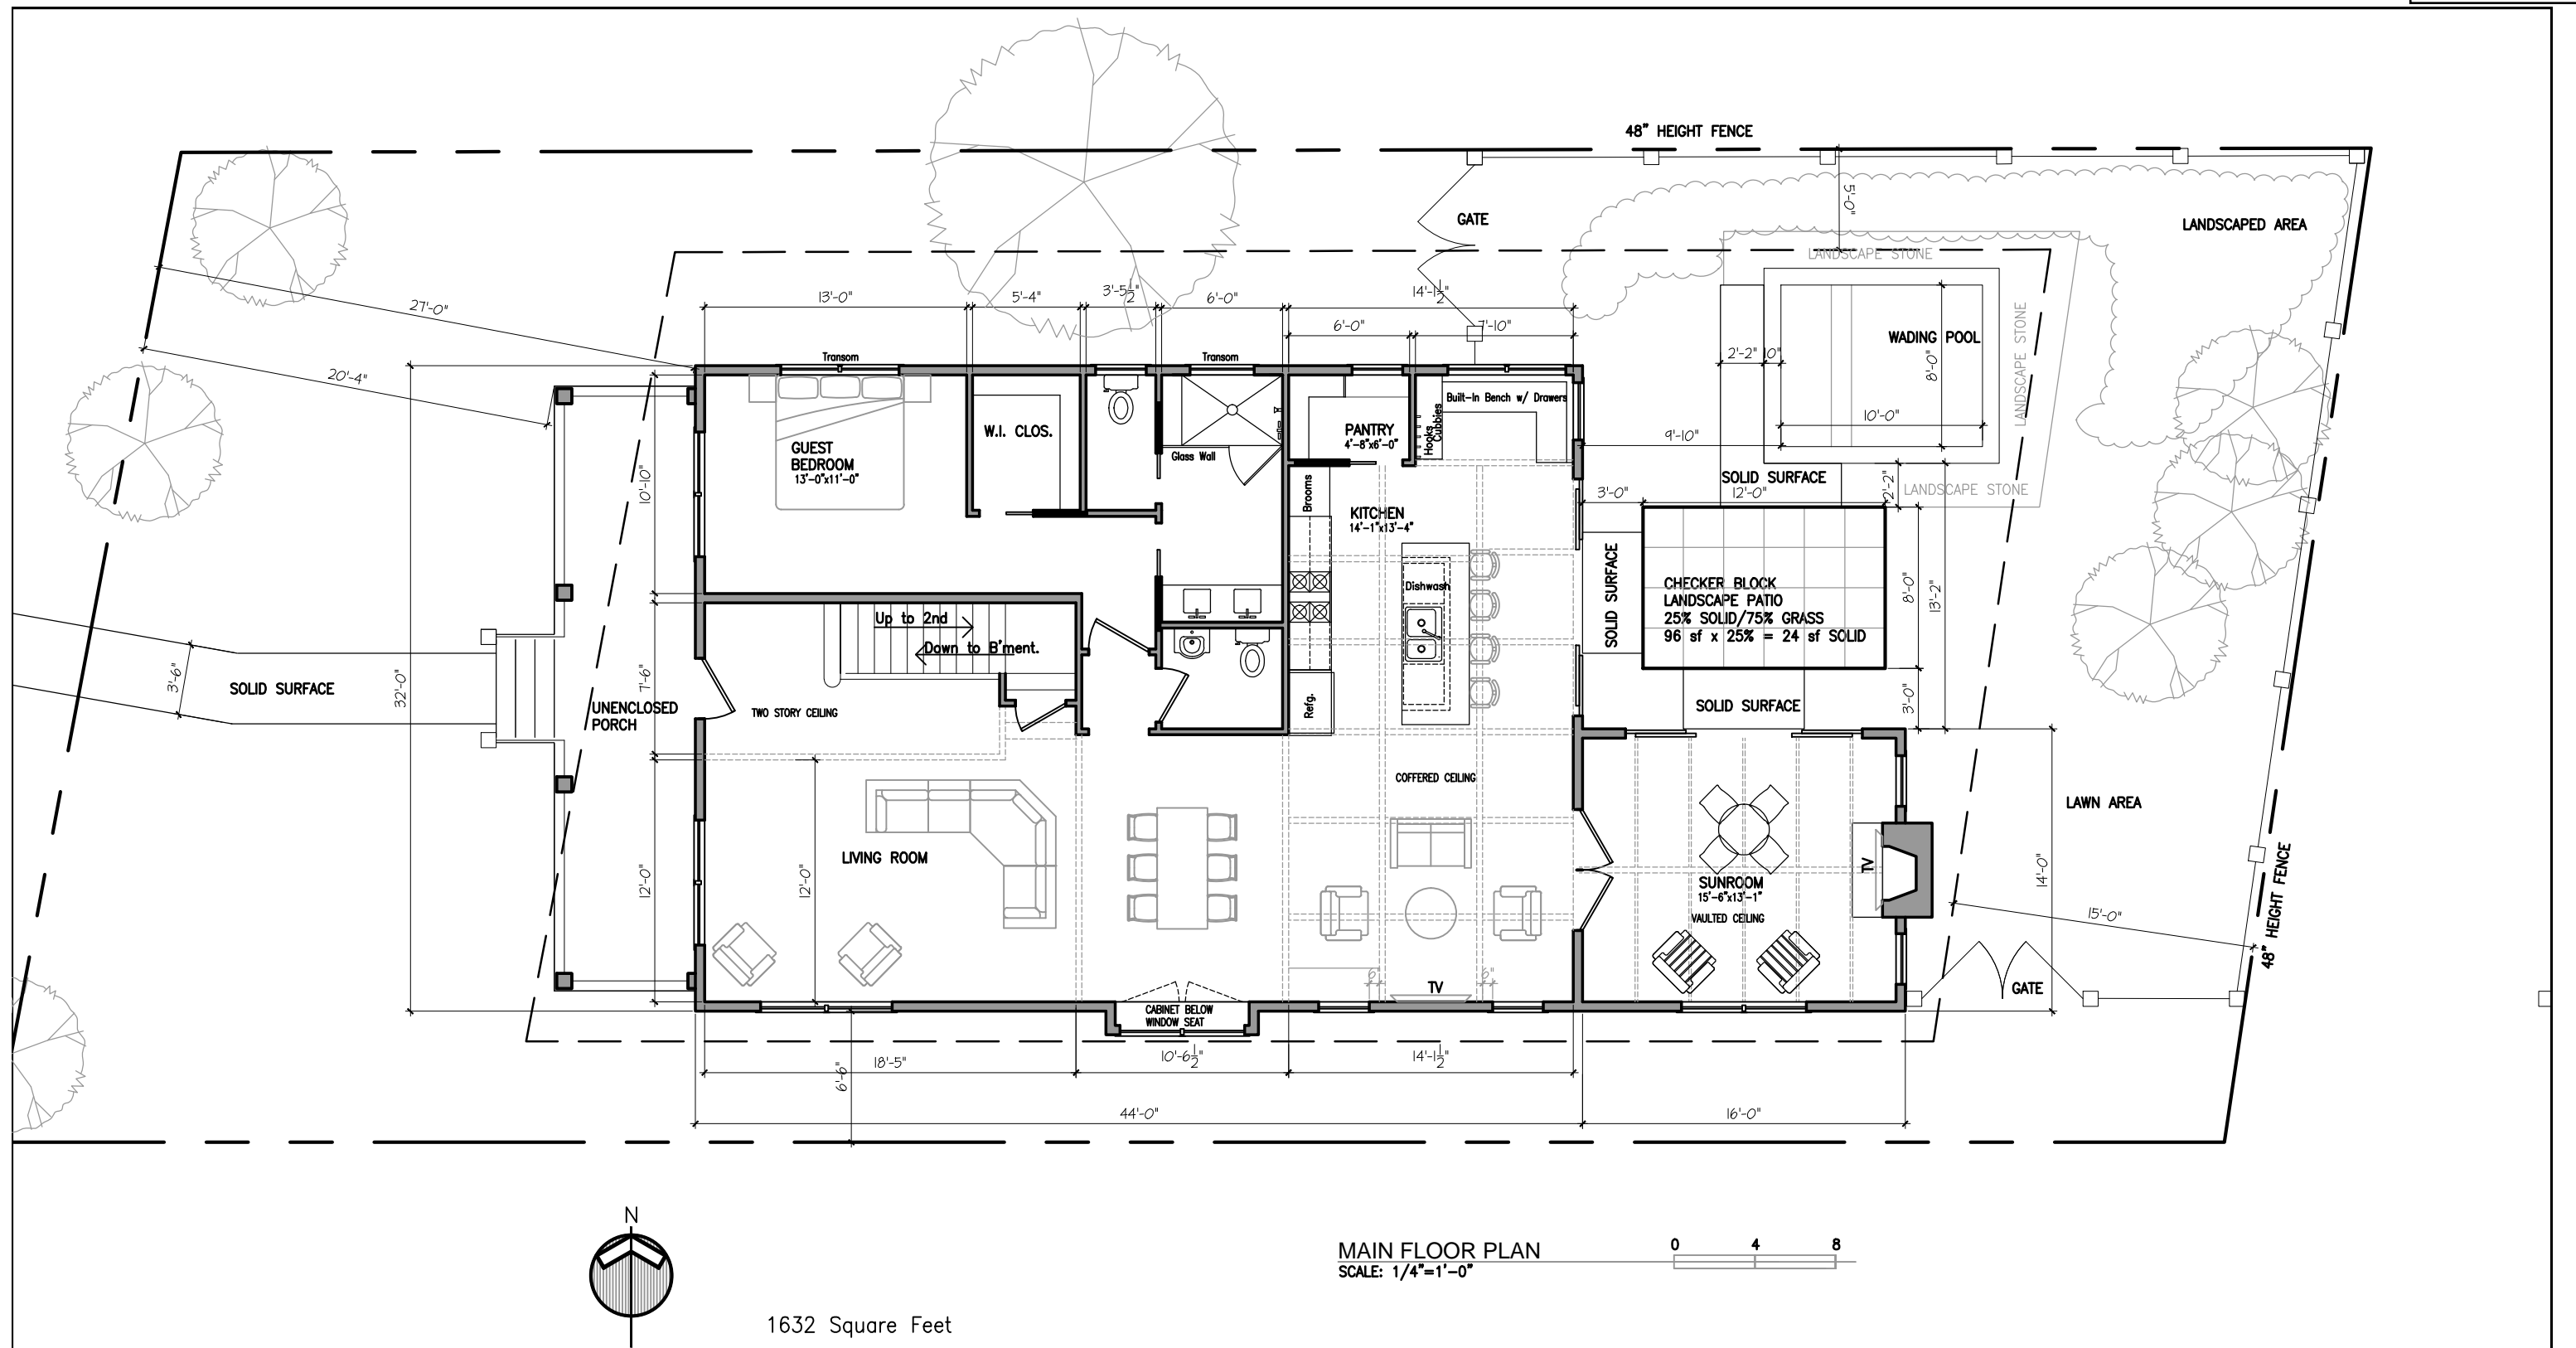 48" HEIGHT FENCE
GATE
LANDSCAPED AREA
5'-0"
LANDSCAPE STONE
27'-0"
20'-4"
13'-0"
5'-4"
3'-5 1/2"
6'-0"
14'-1 1/2"
6'-0"
7'-10"
Transom
Transom
WADING POOL
LANDSCAPE STONE
2'-2"
10"
8'-0"
10'-0"
9'-10"
W.I. CLOS.
GUEST
BEDROOM
13'-0"x11'-0"
Glass Wall
PANTRY
4'-8"x6'-0"
Hooks
Cubbies
Built-In Bench w/ Drawers
10'-10"
Brooms
KITCHEN
14'-1"x13'-4"
SOLID SURFACE
3'-0"
12'-0"
2'-2"
LANDSCAPE STONE
Dishwash
SOLID SURFACE
CHECKER BLOCK
LANDSCAPE PATIO
25% SOLID/75% GRASS
96 sf x 25% = 24 sf SOLID
8'-0"
13'-2"
Up to 2nd
Down to B'ment.
3'-6"
SOLID SURFACE
32'-0"
7'-6"
UNENCLOSED
PORCH
TWO STORY CEILING
Refg.
SOLID SURFACE
3'-0"
COFFERED CEILING
LAWN AREA
LIVING ROOM
12'-0"
12'-0"
SUNROOM
15'-6"x13'-1"
VAULTED CEILING
TV
14'-0"
15'-0"
48" HEIGHT FENCE
GATE
6"
6"
TV
CABINET BELOW
WINDOW SEAT
18'-5"
10'-6 1/2"
14'-1 1/2"
6'-6"
44'-0"
16'-0"
N
MAIN FLOOR PLAN
SCALE: 1/4"=1'-0"
0 4 8
1632 Square Feet